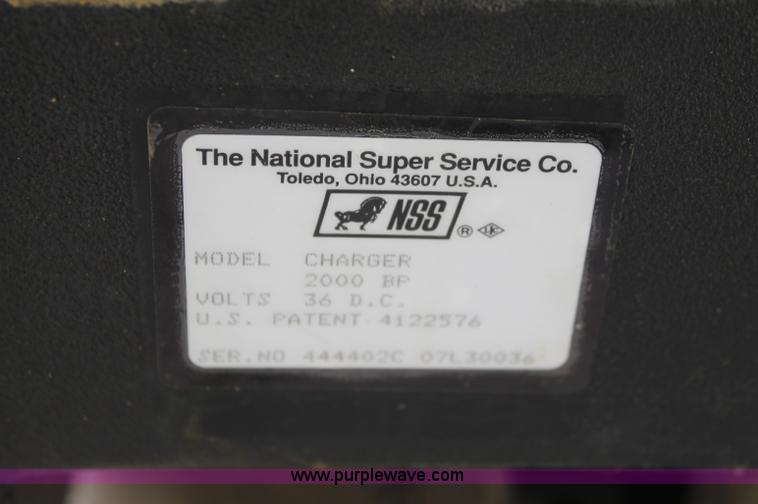 The National Super Service Co.
Toledo, Ohio 43607 U.S.A.
NSS ®
MODEL CHARGER
2000 BP
VOLTS 36 D.C.
U.S. PATENT 4122576
SER.NO 444402C 07L30036
www.purplewave.com